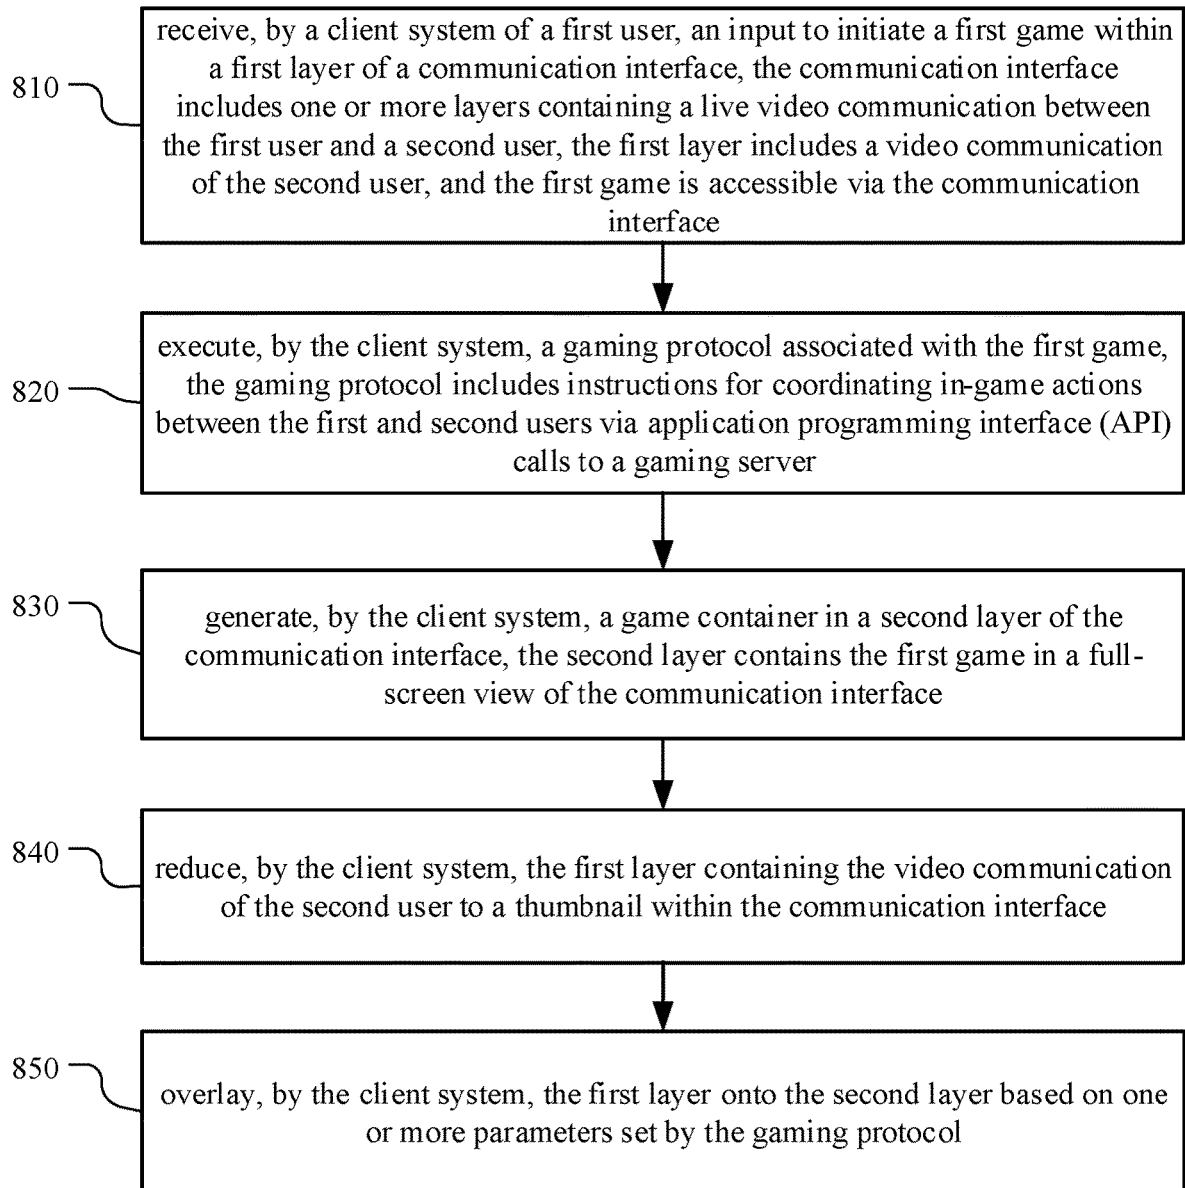 receive, by a client system of a first user, an input to initiate a first game within
a first layer of a communication interface, the communication interface
810
includes one or more layers containing a live video communication between
the first user and a second user, the first layer includes a video communication
of the second user, and the first game is accessible via the communication
interface
execute, by the client system, a gaming protocol associated with the first game,
820
the gaming protocol includes instructions for coordinating in-game actions
between the first and second users via application programming interface (API)
calls to a gaming server
830
generate, by the client system, a game container in a second layer of the
communication interface, the second layer contains the first game in a full-
screen view of the communication interface
840
reduce, by the client system, the first layer containing the video communication
of the second user to a thumbnail within the communication interface
850
overlay, by the client system, the first layer onto the second layer based on one
or more parameters set by the gaming protocol